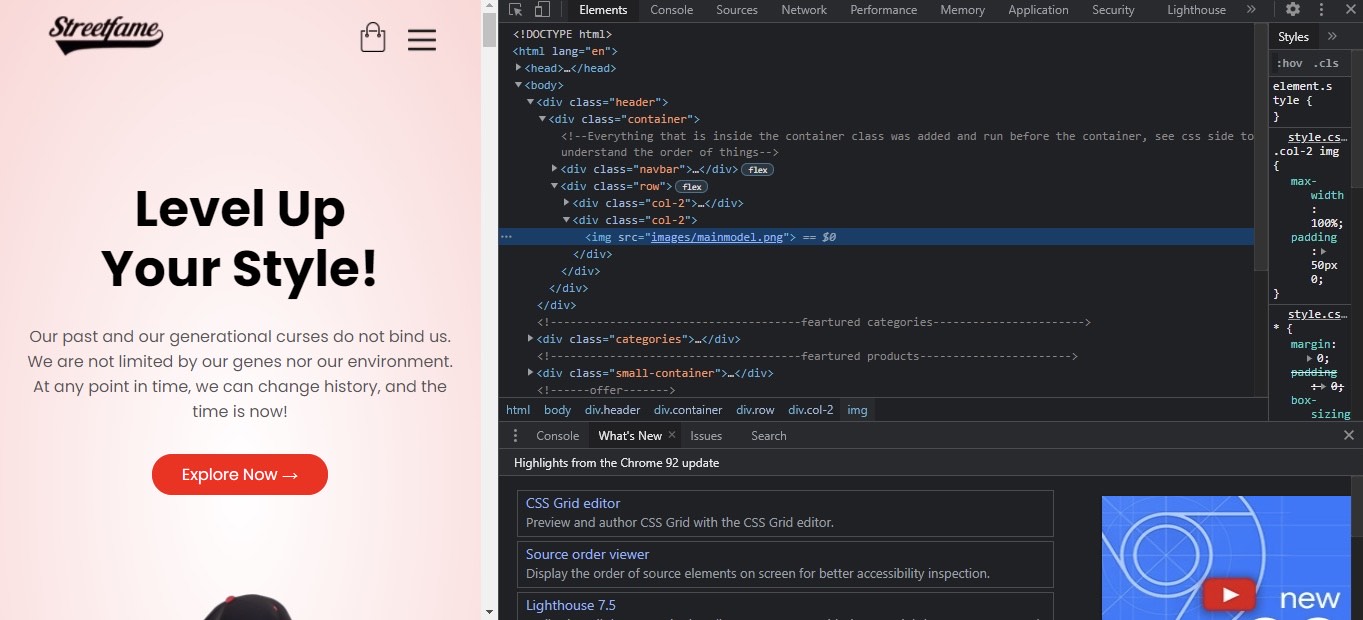 Streetfame
Level Up
Your Style!
Our past and our generational curses do not bind us.
We are not limited by our genes nor our environment.
At any point in time, we can change history, and the
time is now!
Explore Now →
Elements Console Sources Network Performance Memory Application Security Lighthouse »
<!DOCTYPE html>
<html lang="en">
<head>…</head>
<body>
<div class="header">
<div class="container">
<!--Everything that is inside the container class was added and run before the container, see css side to
understand the order of things-->
<div class="navbar">…</div> flex
<div class="row"> flex
<div class="col-2">…</div>
<div class="col-2">
<img src="images/mainmodel.png"> == $0
</div>
</div>
</div>
</div>
<!--------------------------------------feartured categories----------------------->
<div class="categories">…</div>
<!--------------------------------------feartured products----------------------->
<div class="small-container">…</div>
<!------offer------->
html body div.header div.container div.row div.col-2 img
Styles »
:hov .cls
element.s
tyle {
}
style.cs…
.col-2 img
{
max-
width
:
100%;
padding
:
50px
0;
}
style.cs…
* {
margin:
0;
padding
: 0;
box-
sizing
Console What's New × Issues Search
Highlights from the Chrome 92 update
CSS Grid editor
Preview and author CSS Grid with the CSS Grid editor.
Source order viewer
Display the order of source elements on screen for better accessibility inspection.
Lighthouse 7.5
new